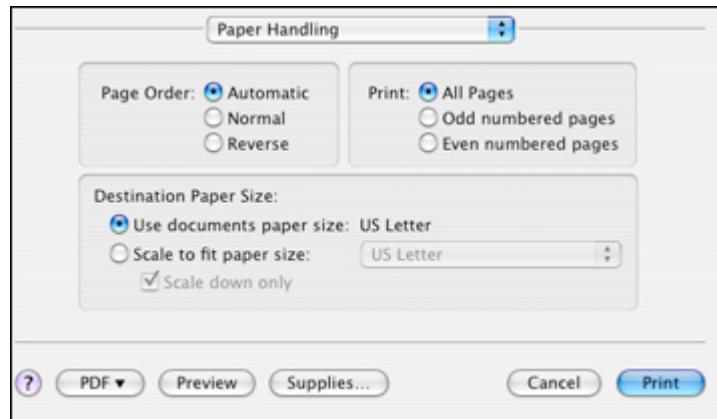 Paper Handling
Page Order: Automatic
Normal
Reverse
Print: All Pages
Odd numbered pages
Even numbered pages
Destination Paper Size:
Use documents paper size: US Letter
Scale to fit paper size: US Letter
Scale down only
? PDF Preview Supplies... Cancel Print